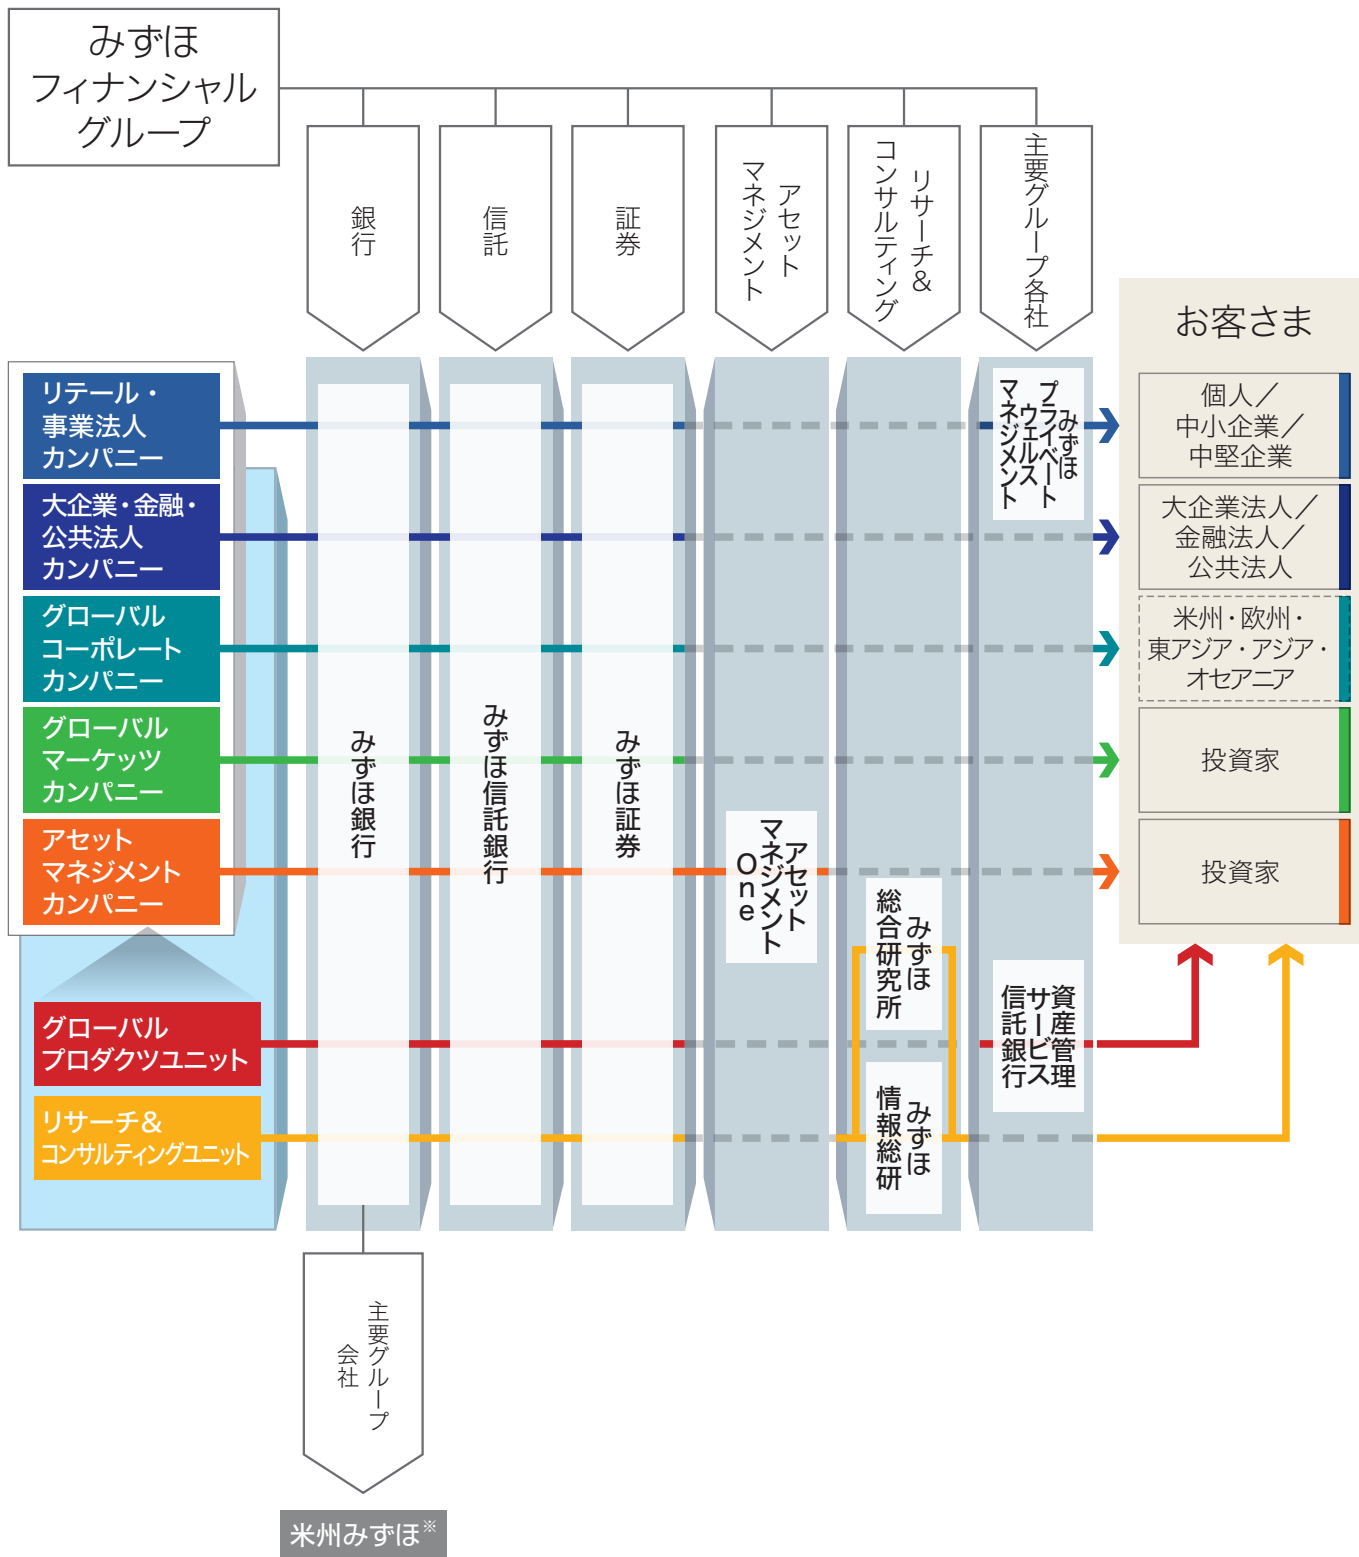 みずほ
フィナンシャル
グループ
銀行
信託
証券
アセット
マネジメント
リサーチ&
コンサルティング
主要グループ各社
お客さま
リテール・
事業法人
カンパニー
大企業・金融・
公共法人
カンパニー
グローバル
コーポレート
カンパニー
グローバル
マーケッツ
カンパニー
アセット
マネジメント
カンパニー
グローバル
プロダクツユニット
リサーチ&
コンサルティングユニット
みずほ銀行
みずほ信託銀行
みずほ証券
アセット
マネジメント
One
みずほ
総合研究所
みずほ
情報総研
みずほ
プライベート
ウェルス
マネジメント
資産管理
サービス
信託銀行
個人／
中小企業／
中堅企業
大企業法人／
金融法人／
公共法人
米州・欧州・
東アジア・アジア・
オセアニア
投資家
投資家
主要グループ
会社
米州みずほ※